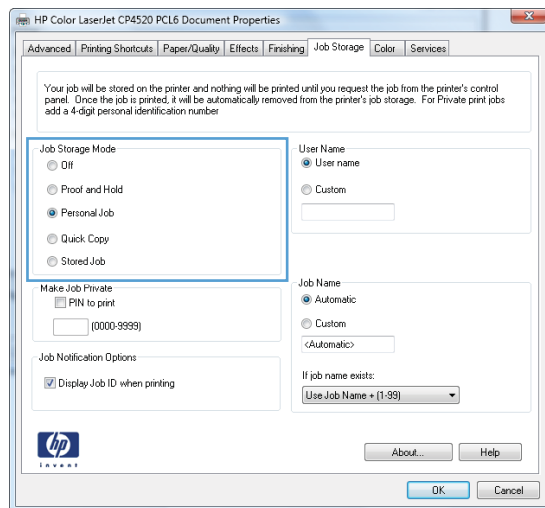 HP Color LaserJet CP4520 PCL6 Document Properties
Advanced Printing Shortcuts Paper/Quality Effects Finishing Job Storage Color Services
Your job will be stored on the printer and nothing will be printed until you request the job from the printer's control
panel. Once the job is printed, it will be automatically removed from the printer's job storage. For Private print jobs
add a 4-digit personal identification number
Job Storage Mode
Off
Proof and Hold
Personal Job
Quick Copy
Stored Job
User Name
User name
Custom
Make Job Private
PIN to print
(0000-9999)
Job Name
Automatic
Custom
<Automatic>
If job name exists:
Use Job Name + (1-99)
Job Notification Options
Display Job ID when printing
hp
invent
About... Help
OK Cancel